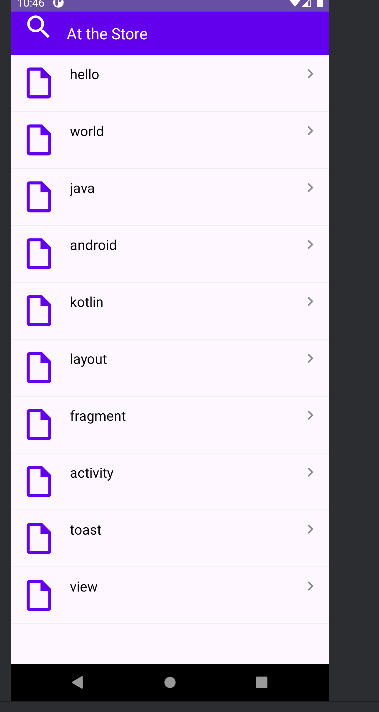 10:46
At the Store
hello
world
java
android
kotlin
layout
fragment
activity
toast
view